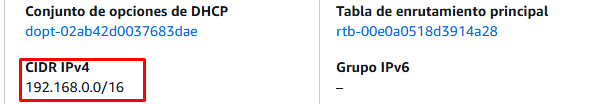 Conjunto de opciones de DHCP
dopt-02ab42d0037683dae
CIDR IPv4
192.168.0.0/16
Tabla de enrutamiento principal
rtb-00e0a0518d3914a28
Grupo IPv6
–